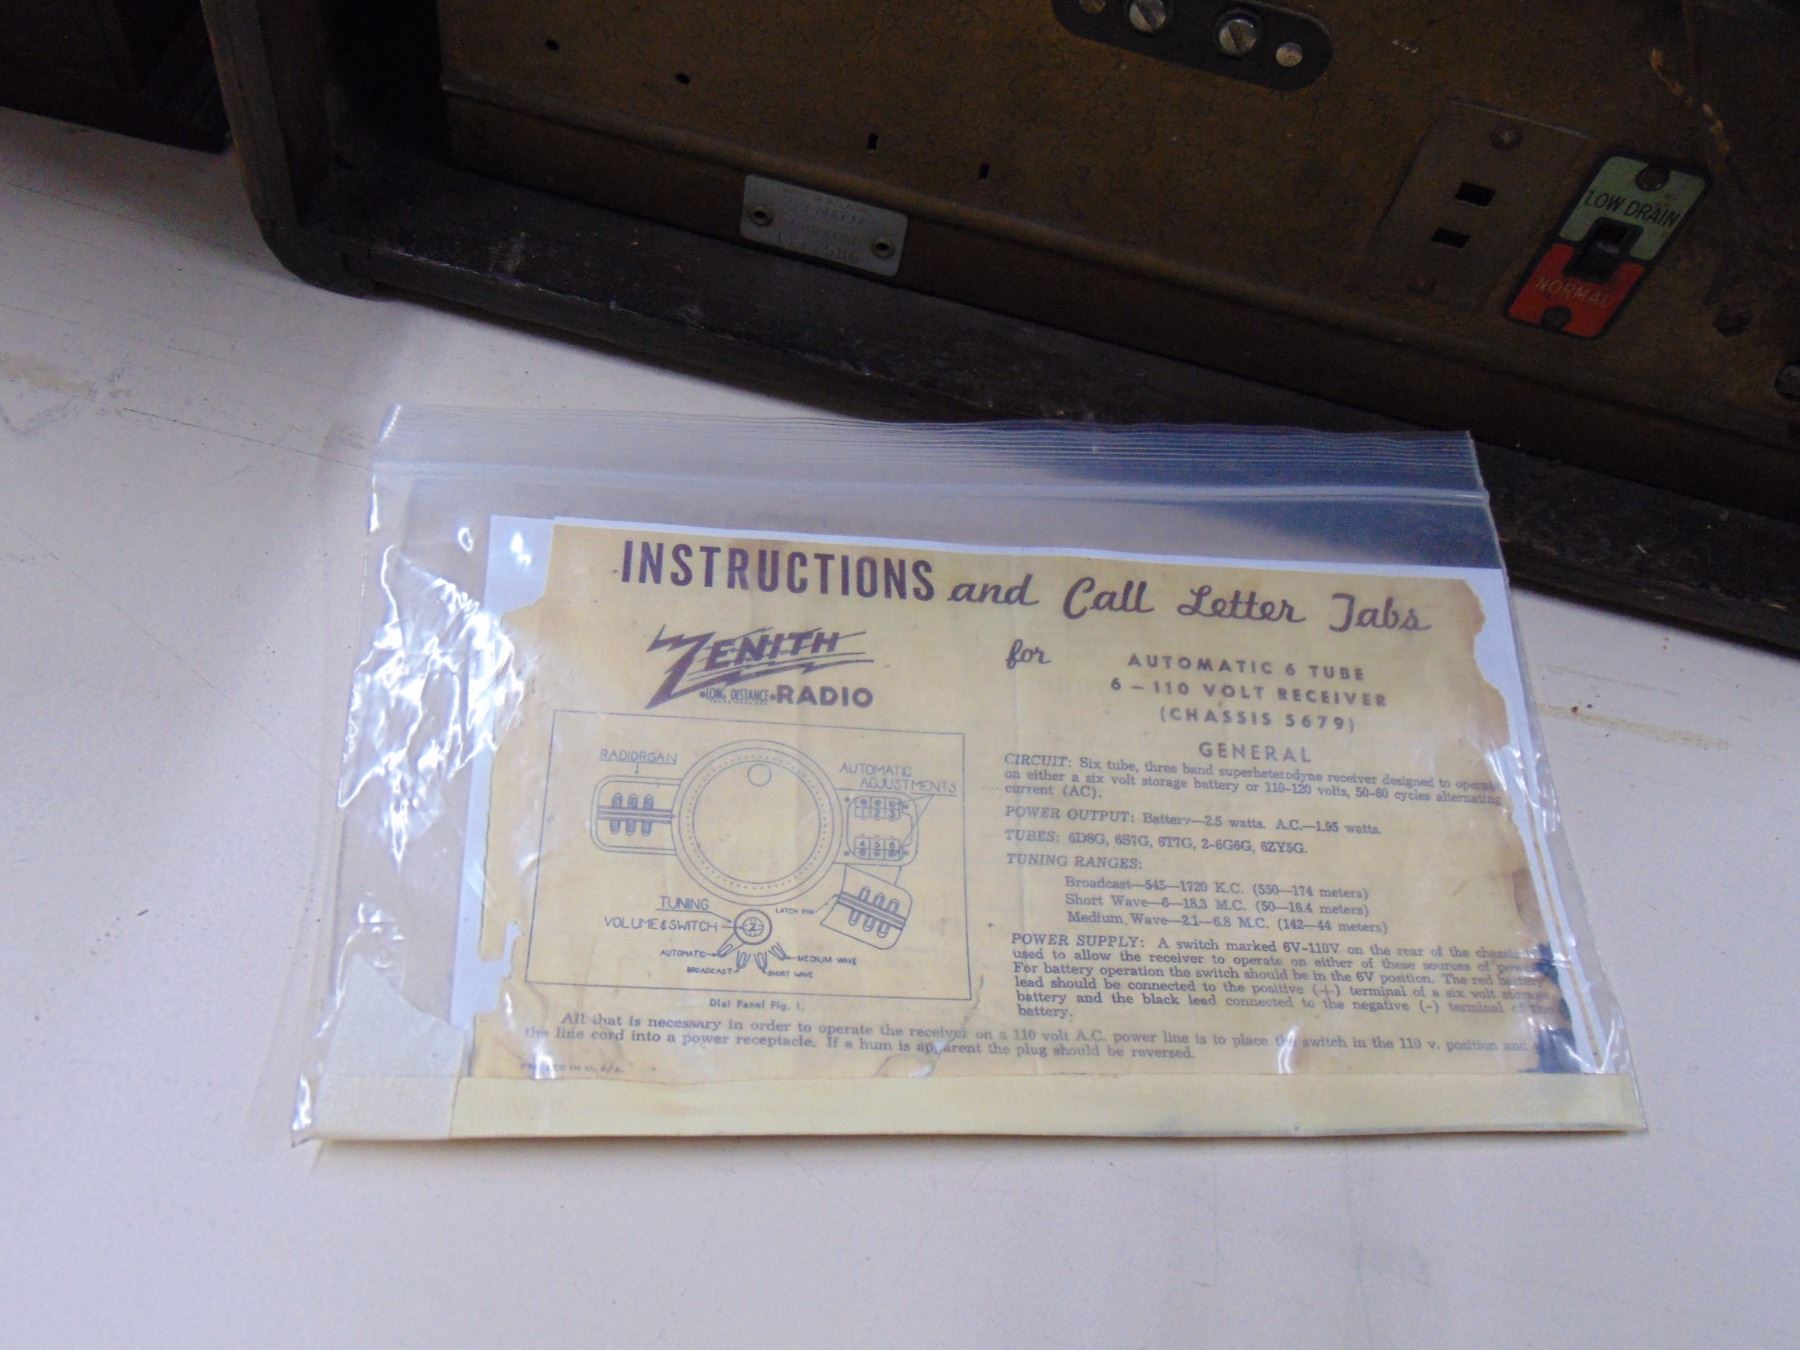 LOW DRAIN
NORMAL
INSTRUCTIONS and Call Letter Tabs
ZENITH
LONG DISTANCE RADIO
for
AUTOMATIC 6 TUBE
6-110 VOLT RECEIVER
(CHASSIS 5679)
RADIORGAN
AUTOMATIC
ADJUSTMENTS
1 2 3
4 5 6
LATCH PIN
TUNING
VOLUME & SWITCH
Z
AUTOMATIC
BROADCAST
SHORT WAVE
MEDIUM WAVE
Dial Panel Fig. 1.
GENERAL
CIRCUIT: Six tube, three band superheterodyne receiver designed to operate
on either a six volt storage battery or 110-120 volts, 50-60 cycles alternating
current (AC).
POWER OUTPUT: Battery—2.5 watts. A.C.—1.95 watts.
TUBES: 6D8G, 6S7G, 6T7G, 2-6G6G, 6ZY5G.
TUNING RANGES:
Broadcast—545—1720 K.C. (550—174 meters)
Short Wave—6—18.3 M.C. (50—16.4 meters)
Medium Wave—2.1—6.8 M.C. (142—44 meters)
POWER SUPPLY: A switch marked 6V-110V on the rear of the chassis
used to allow the receiver to operate on either of these sources of power
For battery operation the switch should be in the 6V position. The red battery
lead should be connected to the positive (+) terminal of a six volt storage
battery and the black lead connected to the negative (-) terminal of the
battery.
All that is necessary in order to operate the receiver on a 110 volt A.C. power line is to place the switch in the 110 v. position and
the line cord into a power receptacle. If a hum is apparent the plug should be reversed.
PRINTED IN U. S. A.